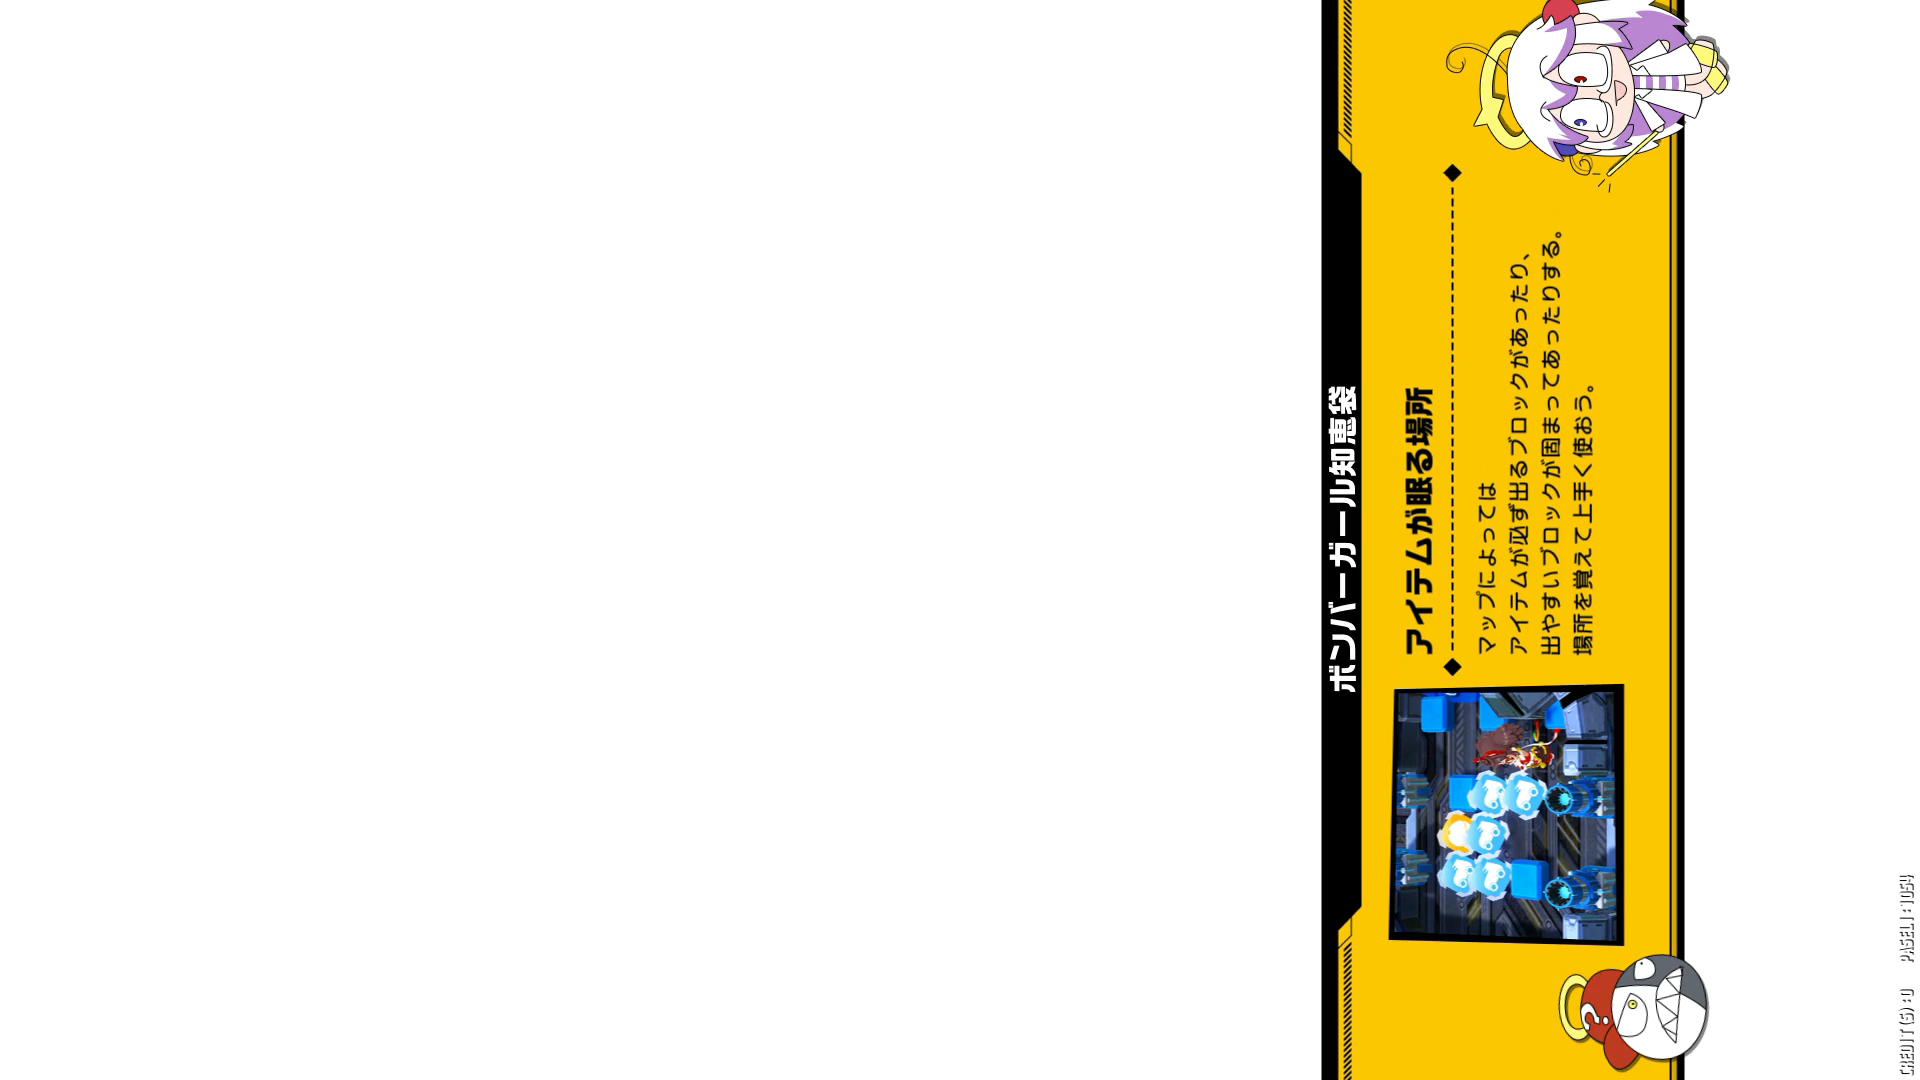 ボンバーガール知恵袋
アイテムが眠る場所
マップによっては
アイテムが必ず出るブロックがあったり、
出やすいブロックが固まってあったりする。
場所を覚えて上手く使おう。
CREDIT(S) : 0